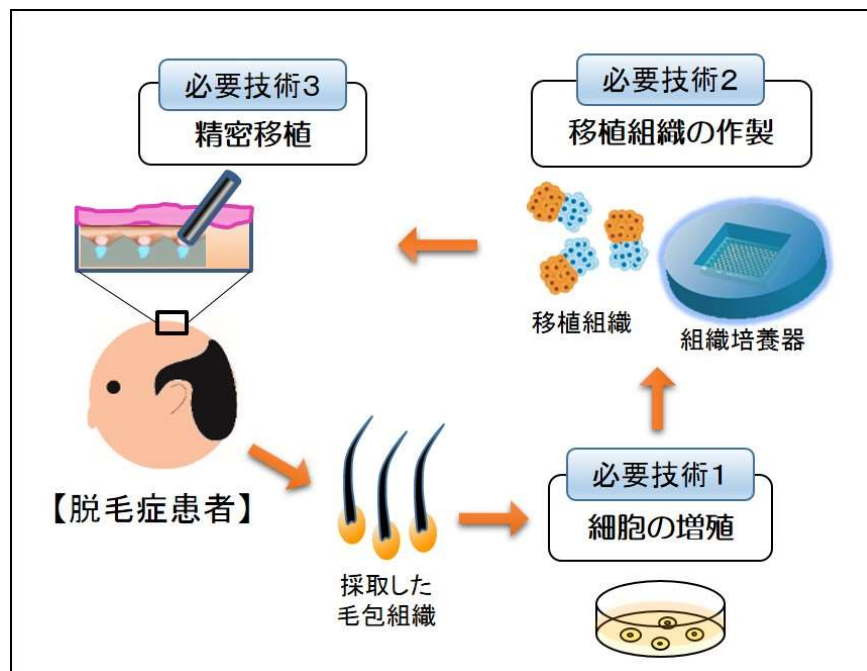 必要技術3
精密移植
必要技術2
移植組織の作製
移植組織
組織培養器
【脱毛症患者】
採取した
毛包組織
必要技術1
細胞の増殖